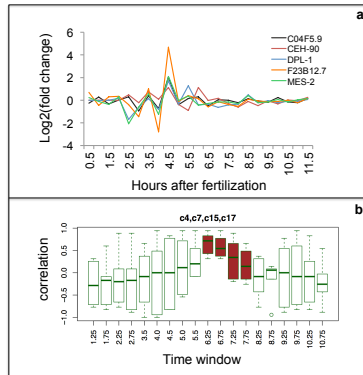 a
6
4
2
0
-2
-4
Log2(fold change)
C04F5.9
CEH-90
DPL-1
F23B12.7
MES-2
0.5 1.5 2.5 3.5 4.5 5.5 6.5 7.5 8.5 9.5 10.5 11.5
Hours after fertilization
b
c4,c7,c15,c17
1.0
0.5
0.0
-0.5
-1.0
correlation
1.25 1.75 2.25 2.75 3.5 4.0 4.5 5.0 5.5 6.25 6.75 7.25 7.75 8.25 8.75 9.25 9.75 10.25 10.75
Time window